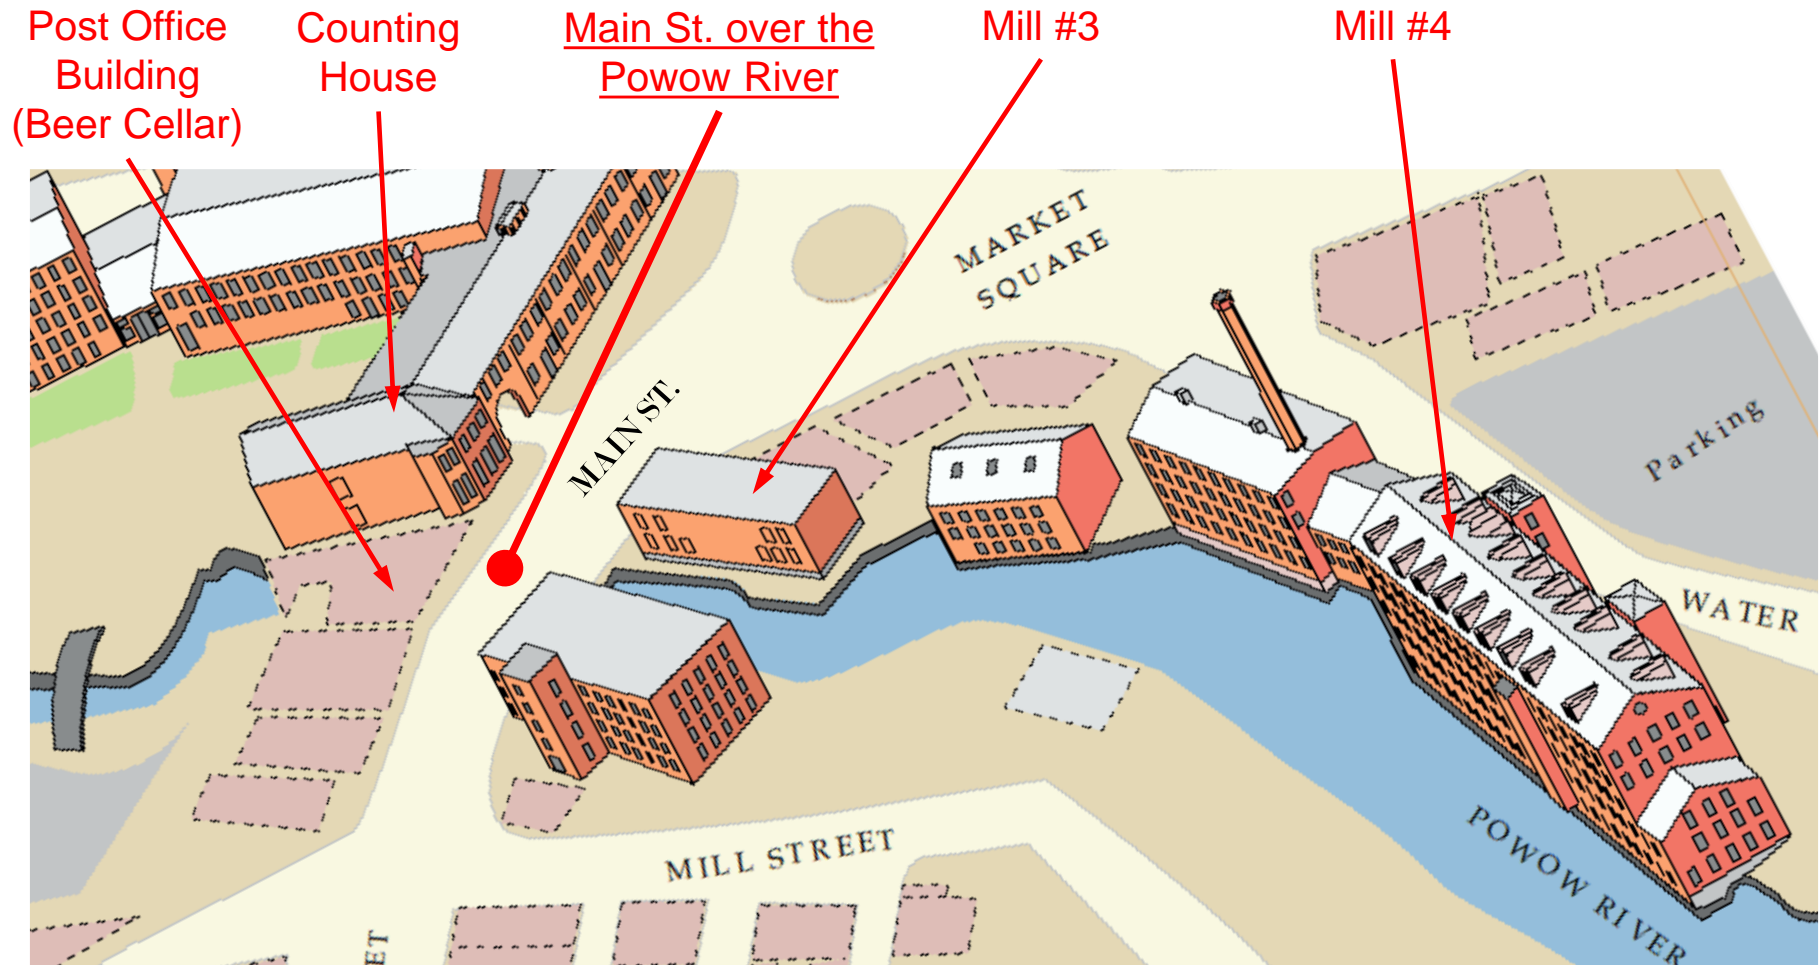 Post Office
Building
(Beer Cellar)
Counting
House
Main St. over the
Powow River
Mill #3
Mill #4
MARKET
SQUARE
MAIN ST.
Parking
WATER
MILL STREET
POWOW RIVER
ET